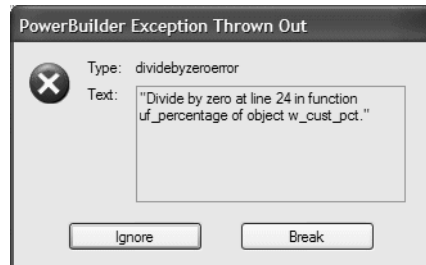 PowerBuilder Exception Thrown Out
Type: dividebyzeroerror
Text: "Divide by zero at line 24 in function
uf_percentage of object w_cust_pct."
Ignore Break